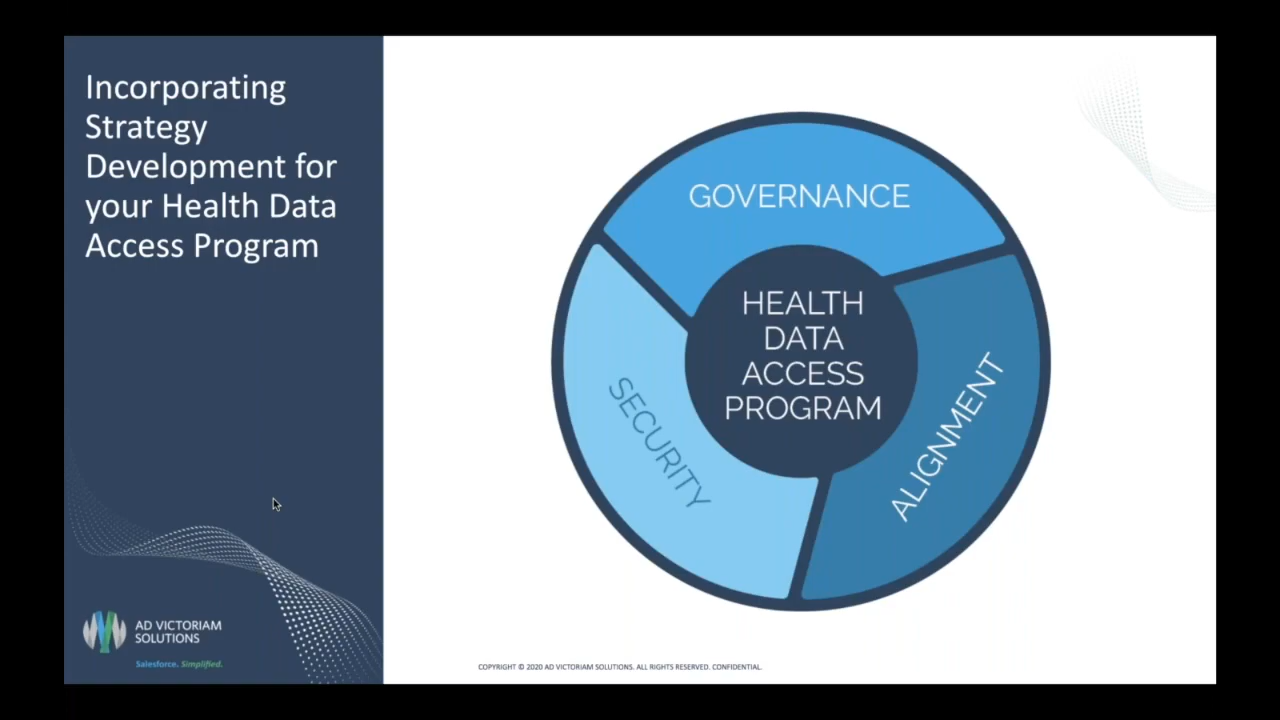 Incorporating
Strategy
Development for
your Health Data
Access Program
GOVERNANCE
HEALTH
DATA
ACCESS
PROGRAM
SECURITY
ALIGNMENT
AD VICTORIAM
SOLUTIONS
Salesforce. Simplified.
COPYRIGHT © 2020 AD VICTORIAM SOLUTIONS. ALL RIGHTS RESERVED. CONFIDENTIAL.